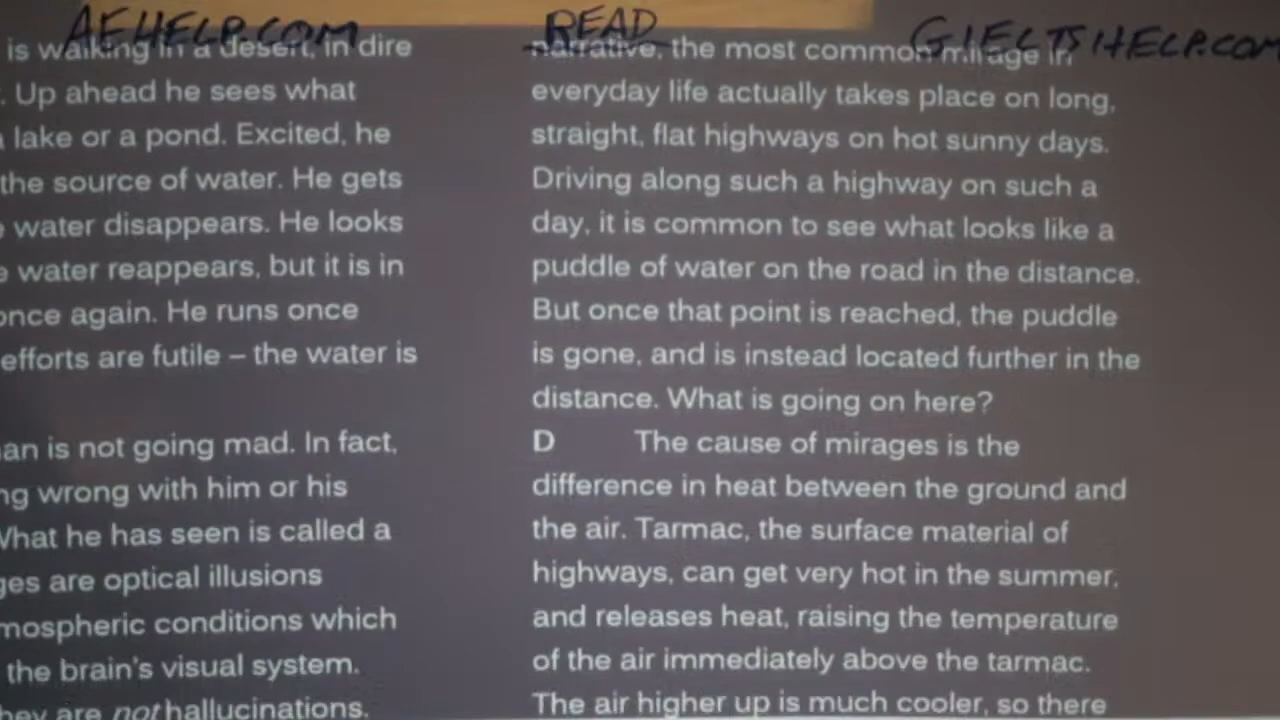 AEHELP.COM
READ
GIELTSHELP.COM
is walking in a desert, in dire
. Up ahead he sees what
lake or a pond. Excited, he
the source of water. He gets
water disappears. He looks
water reappears, but it is in
once again. He runs once
efforts are futile – the water is
an is not going mad. In fact,
ng wrong with him or his
What he has seen is called a
ges are optical illusions
mospheric conditions which
the brain's visual system.
hey are not hallucinations.
narrative, the most common mirage in
everyday life actually takes place on long,
straight, flat highways on hot sunny days.
Driving along such a highway on such a
day, it is common to see what looks like a
puddle of water on the road in the distance.
But once that point is reached, the puddle
is gone, and is instead located further in the
distance. What is going on here?
D The cause of mirages is the
difference in heat between the ground and
the air. Tarmac, the surface material of
highways, can get very hot in the summer,
and releases heat, raising the temperature
of the air immediately above the tarmac.
The air higher up is much cooler, so there